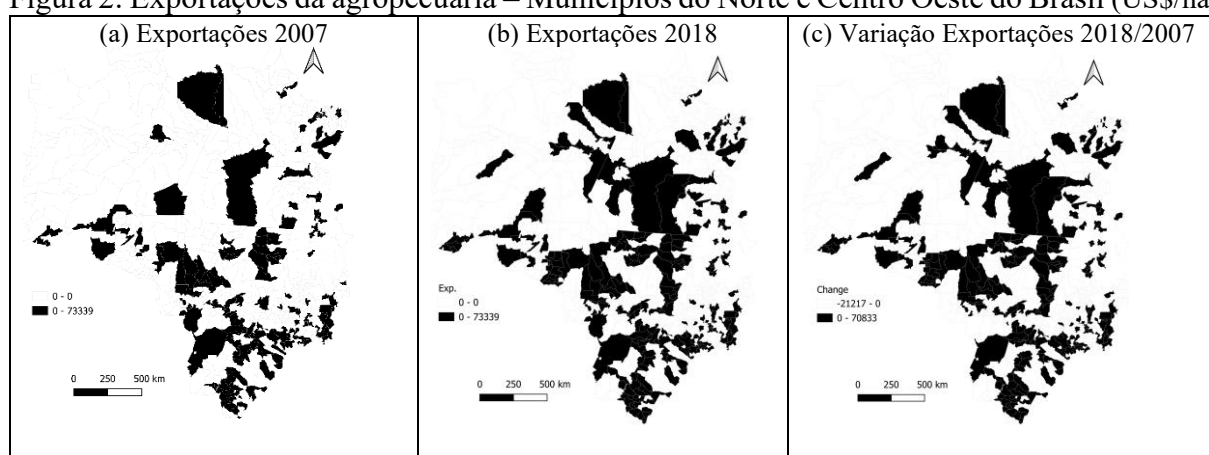 Figura 2: Exportações da agropecuária – Municípios do Norte e Centro Oeste do Brasil (US$/ha
(a) Exportações 2007
0 - 0
0 - 73339
0 250 500 km
(b) Exportações 2018
Exp.
0 - 0
0 - 73339
0 250 500 km
(c) Variação Exportações 2018/2007
Change
-21217 - 0
0 - 70833
0 250 500 km